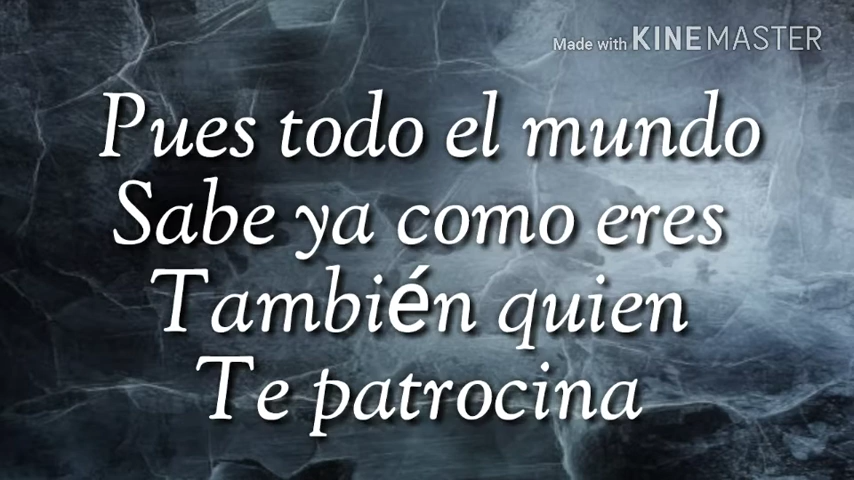 Made with KINEMASTER
Pues todo el mundo
Sabe ya como eres
También quien
Te patrocina